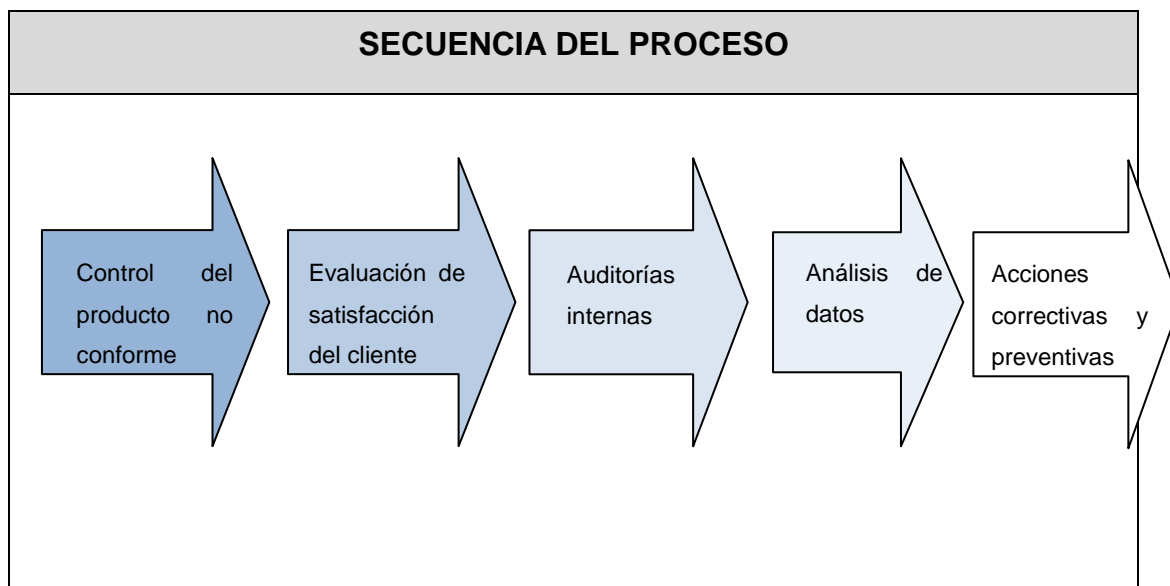 SECUENCIA DEL PROCESO
Control del
producto no
conforme
Evaluación de
satisfacción
del cliente
Auditorías
internas
Análisis de
datos
Acciones
correctivas y
preventivas